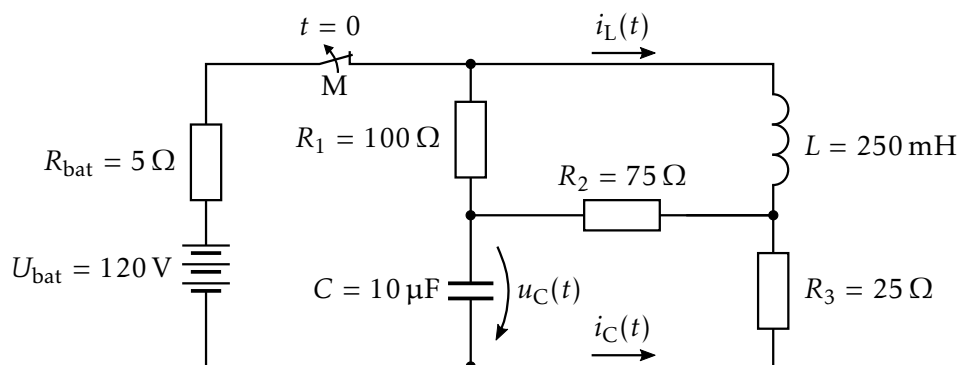 t = 0
M
i_L(t)
R_bat = 5 Ω
R_1 = 100 Ω
L = 250 mH
R_2 = 75 Ω
U_bat = 120 V
C = 10 µF
u_C(t)
R_3 = 25 Ω
i_C(t)